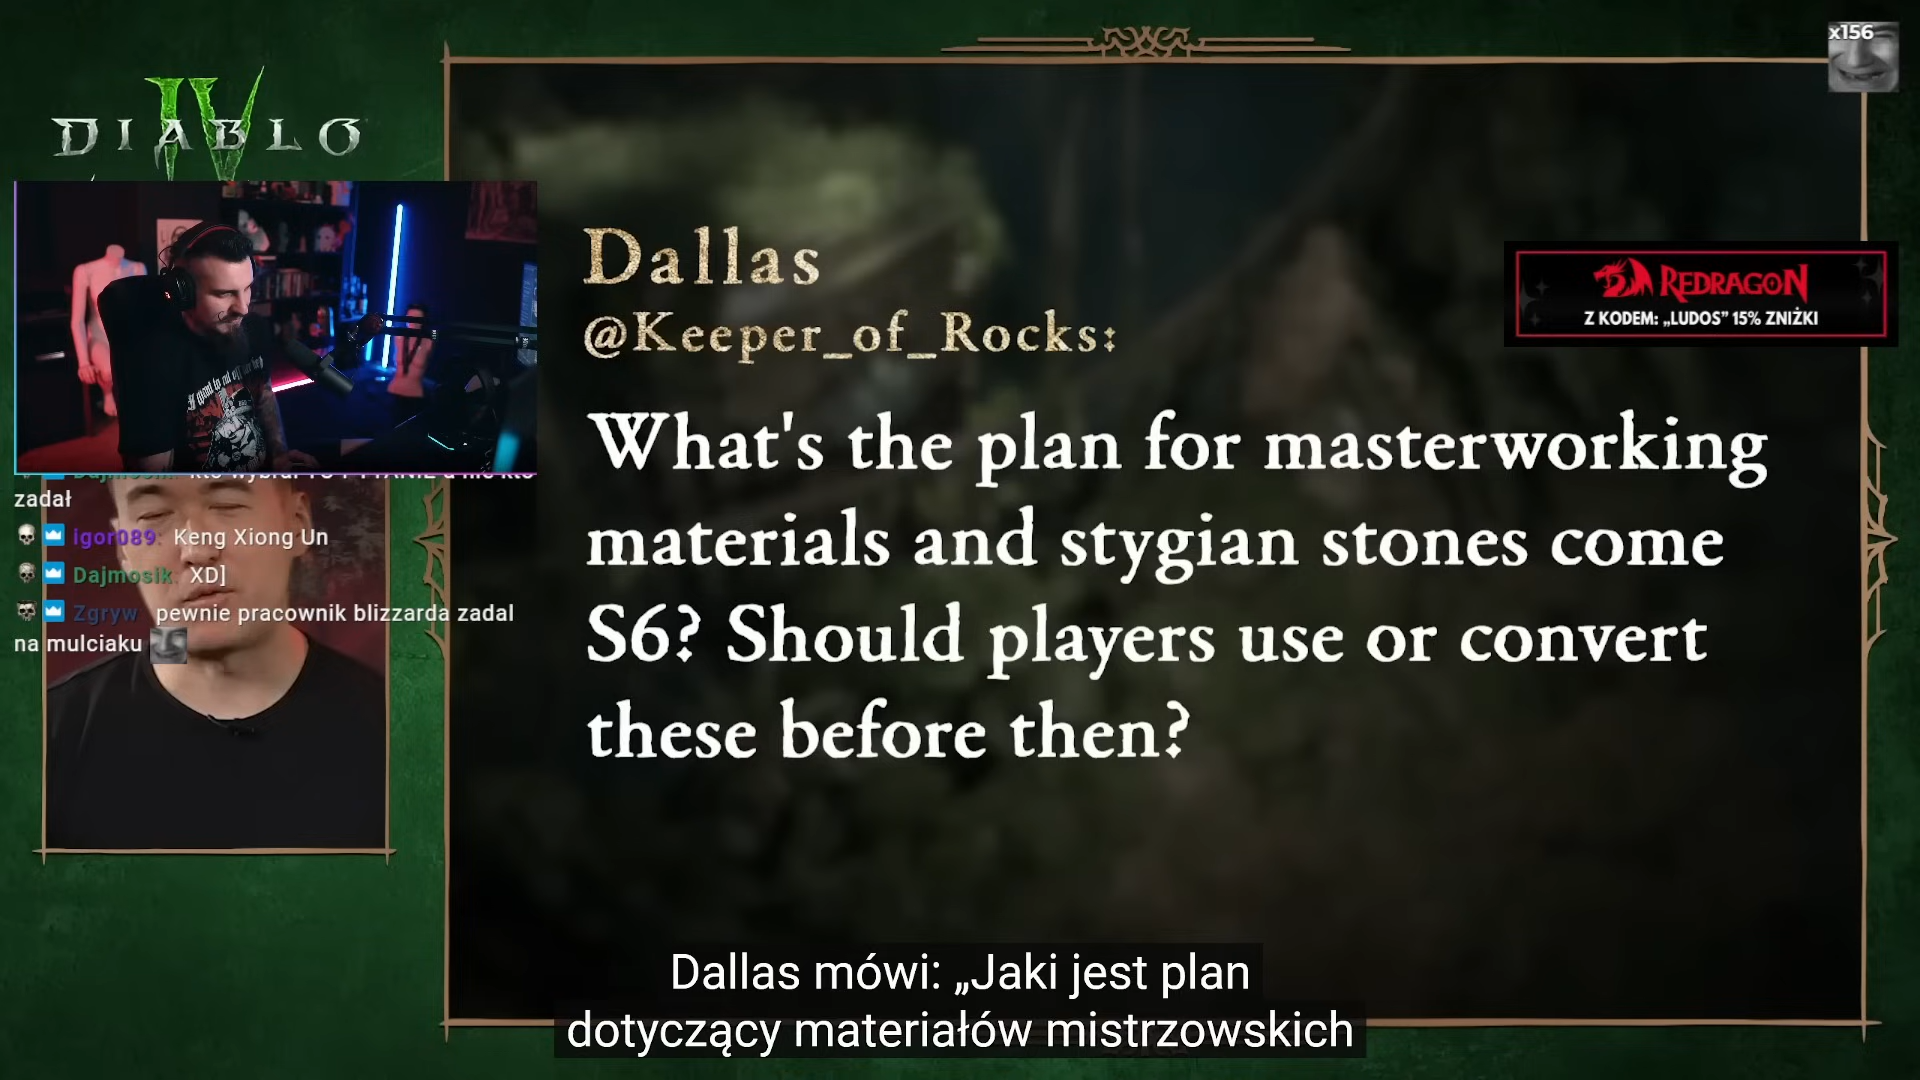 x156
DIABLO
IV
REDRAGON
Z KODEM: „LUDOS” 15% ZNIŻKI
Dallas
@Keeper_of_Rocks:
What's the plan for masterworking
materials and stygian stones come
S6? Should players use or convert
these before then?
zadał
igor089: Keng Xiong Un
Dajmosik: XD]
Zgryw: pewnie pracownik blizzarda zadal
na mulciaku
Dallas mówi: „Jaki jest plan
dotyczący materiałów mistrzowskich